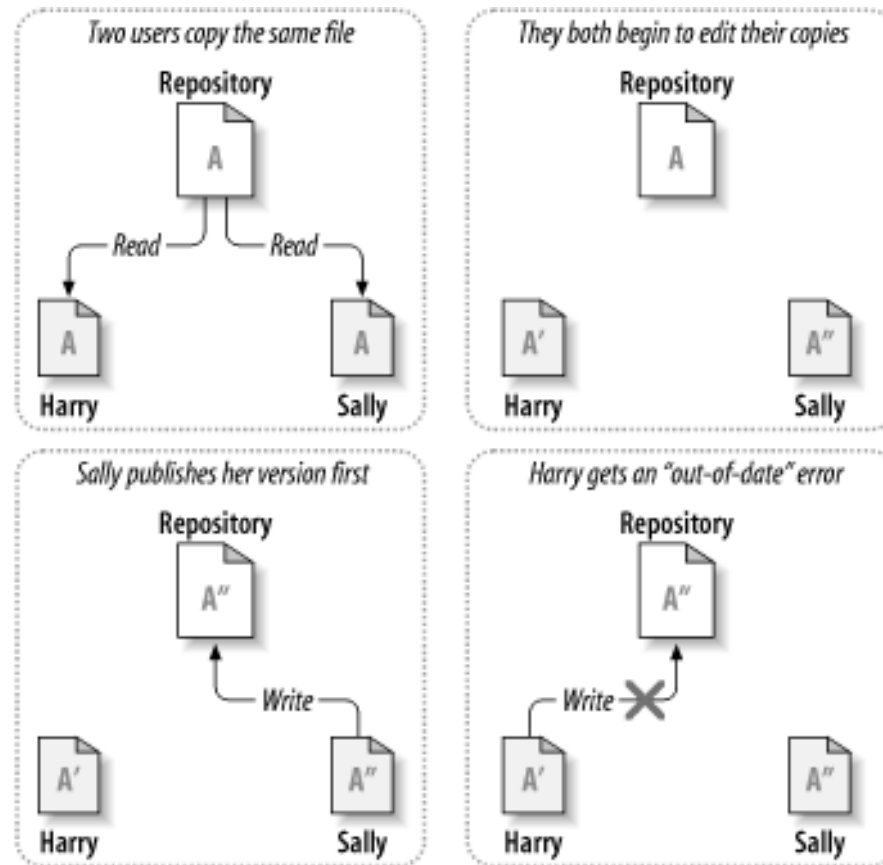 Two users copy the same file
Repository
A
Read
Read
A
A
Harry
Sally
They both begin to edit their copies
Repository
A
A′
A″
Harry
Sally
Sally publishes her version first
Repository
A″
Write
A′
A″
Harry
Sally
Harry gets an “out-of-date” error
Repository
A″
Write
A′
A″
Harry
Sally